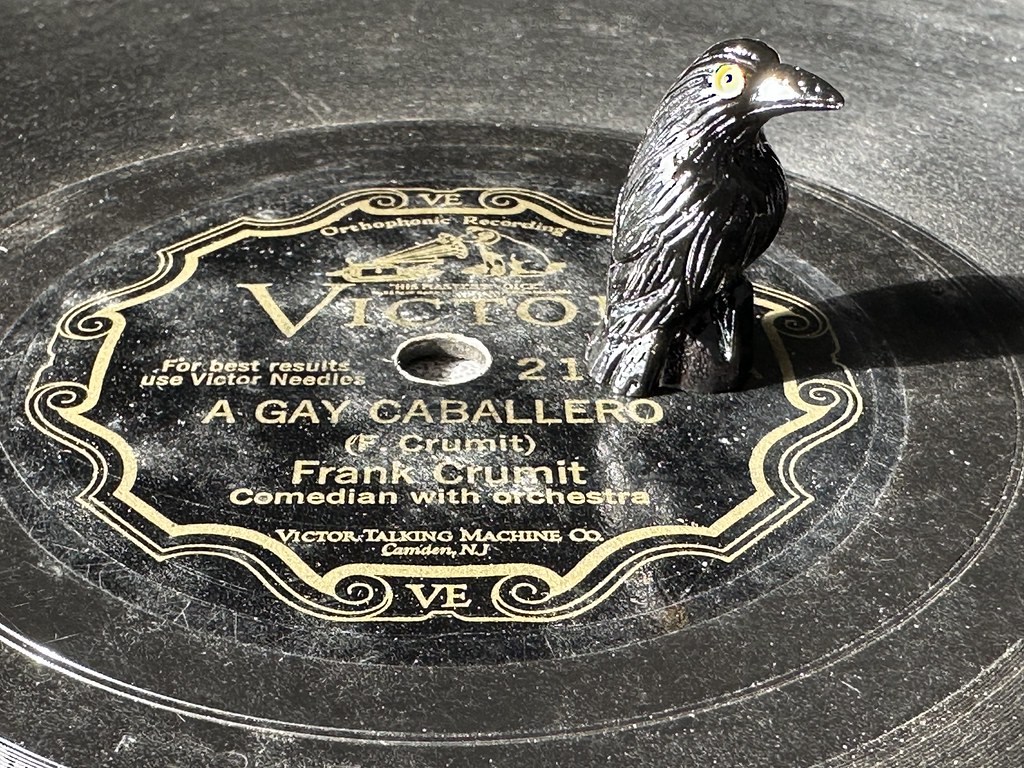 VE
Orthophonic Recording
"HIS MASTER'S VOICE"
VICTO
For best results
use Victor Needles
21
A GAY CABALLERO
(F. Crumit)
Frank Crumit
Comedian with orchestra
VICTOR TALKING MACHINE CO.
Camden, N.J
VE